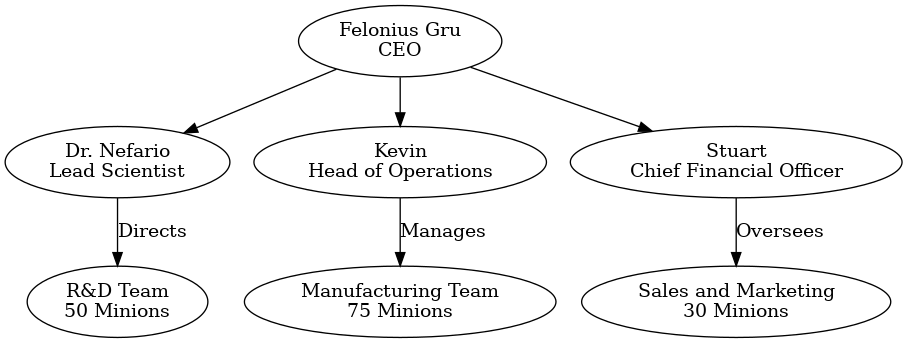 Felonius Gru
CEO
Dr. Nefario
Lead Scientist
Kevin
Head of Operations
Stuart
Chief Financial Officer
Directs
Manages
Oversees
R&D Team
50 Minions
Manufacturing Team
75 Minions
Sales and Marketing
30 Minions